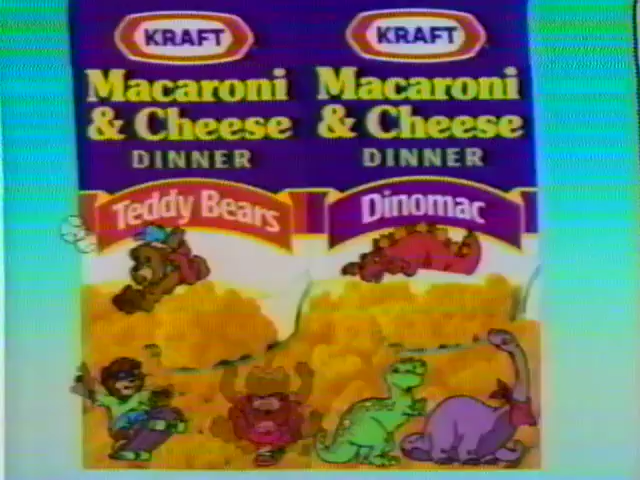 KRAFT
Macaroni
& Cheese
DINNER
Teddy Bears
KRAFT
Macaroni
& Cheese
DINNER
Dinomac